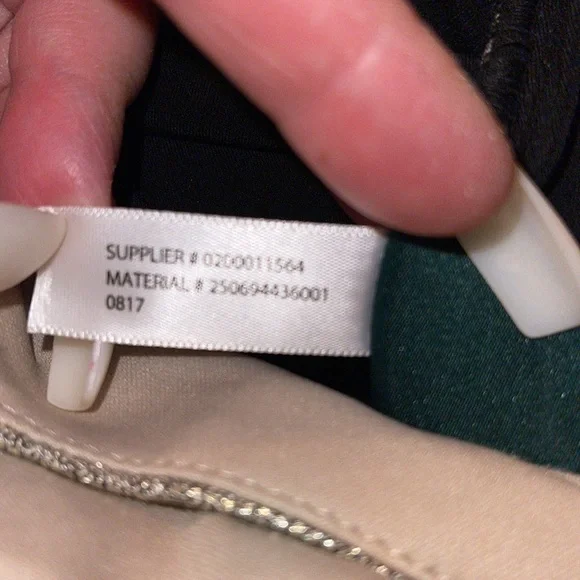 SUPPLIER # 0200011564
MATERIAL # 250694436001
0817